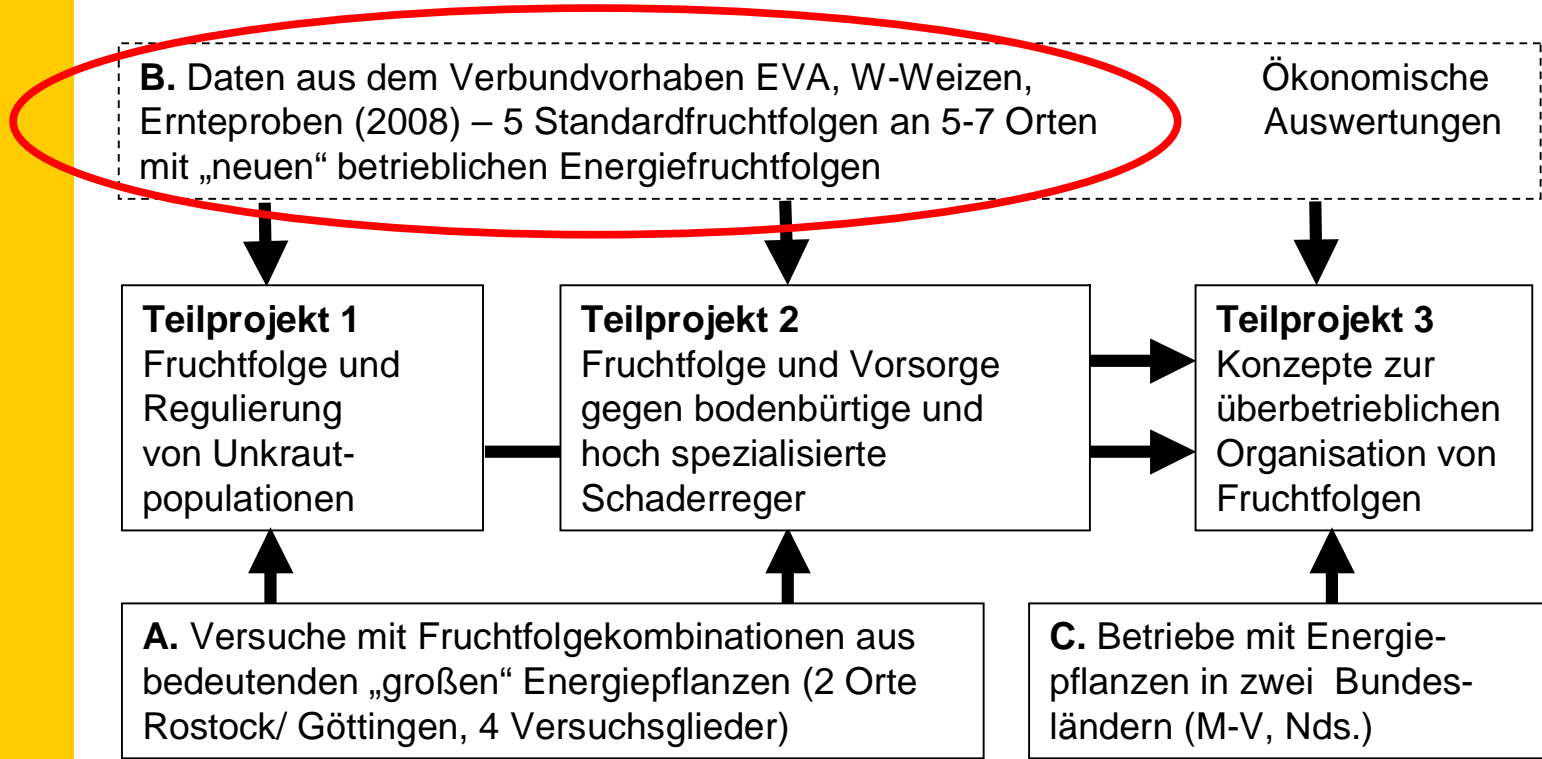 B. Daten aus dem Verbundvorhaben EVA, W-Weizen,
Ernteproben (2008) – 5 Standardfruchtfolgen an 5-7 Orten
mit „neuen“ betrieblichen Energiefruchtfolgen
Ökonomische
Auswertungen
Teilprojekt 1
Fruchtfolge und
Regulierung
von Unkraut-
populationen
Teilprojekt 2
Fruchtfolge und Vorsorge
gegen bodenbürtige und
hoch spezialisierte
Schaderreger
Teilprojekt 3
Konzepte zur
überbetrieblichen
Organisation von
Fruchtfolgen
A. Versuche mit Fruchtfolgekombinationen aus
bedeutenden „großen“ Energiepflanzen (2 Orte
Rostock/ Göttingen, 4 Versuchsglieder)
C. Betriebe mit Energie-
pflanzen in zwei Bundes-
ländern (M-V, Nds.)